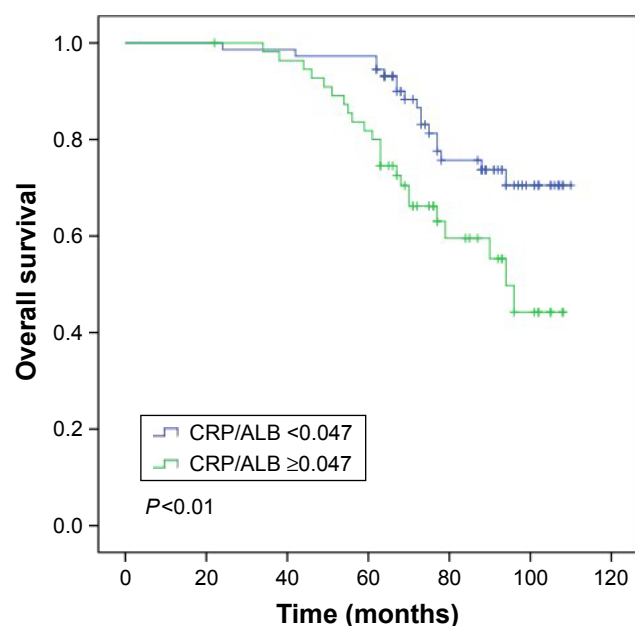 Overall survival
1.0
0.8
0.6
0.4
0.2
0.0
CRP/ALB <0.047
CRP/ALB ≥0.047
P<0.01
0 20 40 60 80 100 120
Time (months)